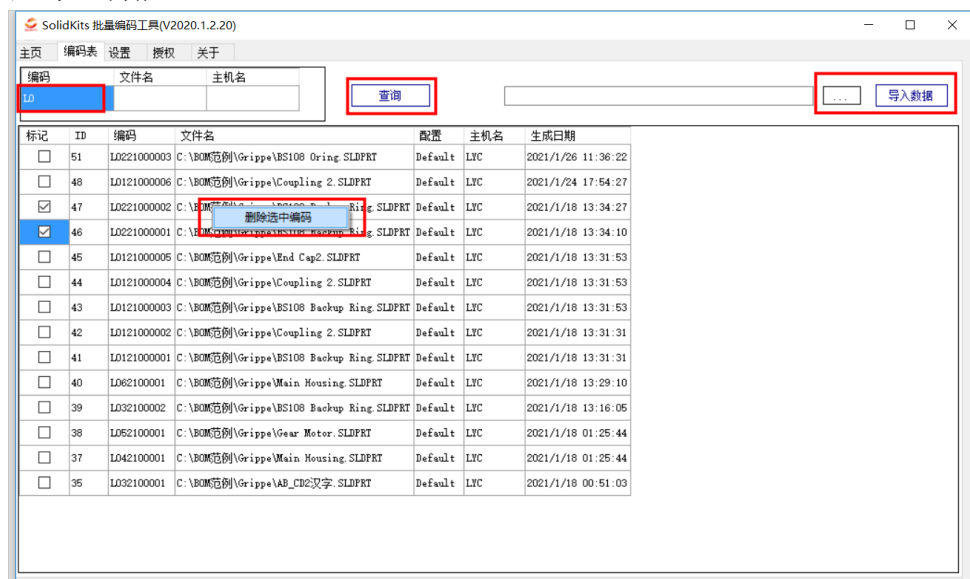 SolidKits 批量编码工具(V2020.1.2.20)
主页 编码表 设置 授权 关于
编码 文件名 主机名
L0
查询
...
导入数据
标记 ID 编码 文件名 配置 主机名 生成日期
51 L0221000003 C:\BOM范例\Grippe\BS108 Oring.SLDPRT Default LYC 2021/1/26 11:36:22
48 L0121000006 C:\BOM范例\Grippe\Coupling 2.SLDPRT Default LYC 2021/1/24 17:54:27
47 L0221000002 Ring.SLDPRT Default LYC 2021/1/18 13:34:27
删除选中编码
46 L0221000001 C:\BOM范例\Grippe\BS108 Backup Ring.SLDPRT Default LYC 2021/1/18 13:34:10
45 L0121000005 C:\BOM范例\Grippe\End Cap2.SLDPRT Default LYC 2021/1/18 13:31:53
44 L0121000004 C:\BOM范例\Grippe\Coupling 2.SLDPRT Default LYC 2021/1/18 13:31:53
43 L0121000003 C:\BOM范例\Grippe\BS108 Backup Ring.SLDPRT Default LYC 2021/1/18 13:31:53
42 L0121000002 C:\BOM范例\Grippe\Coupling 2.SLDPRT Default LYC 2021/1/18 13:31:31
41 L0121000001 C:\BOM范例\Grippe\BS108 Backup Ring.SLDPRT Default LYC 2021/1/18 13:31:31
40 L062100001 C:\BOM范例\Grippe\Main Housing.SLDPRT Default LYC 2021/1/18 13:29:10
39 L032100002 C:\BOM范例\Grippe\BS108 Backup Ring.SLDPRT Default LYC 2021/1/18 13:16:05
38 L052100001 C:\BOM范例\Grippe\Gear Motor.SLDPRT Default LYC 2021/1/18 01:25:44
37 L042100001 C:\BOM范例\Grippe\Main Housing.SLDPRT Default LYC 2021/1/18 01:25:44
35 L032100001 C:\BOM范例\Grippe\AB_CD2汉字.SLDPRT Default LYC 2021/1/18 00:51:03